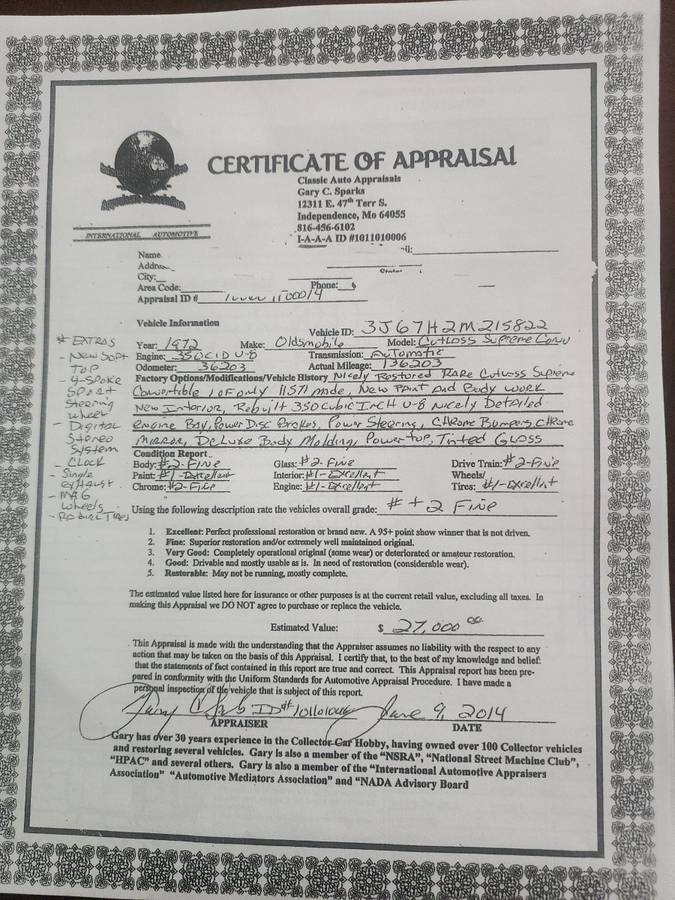 CERTIFICATE OF APPRAISAL
Classic Auto Appraisals
Gary C. Sparks
12311 E. 47th Terr S.
Independence, Mo 64055
816-456-6102
I-A-A-A ID #1011010006
INTERNATIONAL AUTOMOTIVE
Name
Address
City:
Area Code: Phone:
Appraisal ID #
Vehicle Information
Vehicle ID: 3J67H2M215822
Year: 1972 Make: Oldsmobile Model: Cutloss Supreme Conv
Engine: 350CID V-8 Transmission: Automatic
Odometer: 36203 Actual Mileage: 136203
Factory Options/Modifications/Vehicle History Nicely Restored RARE Cutloss Supreme
Convertible 1 of only 11571 made, New Paint and Body work
New Interior, Rebuilt 350 Cubic Inch V-8 Nicely Detailed
engine Bay, Power Disc Brakes, Power Steering, CHrome Bumpers, CHrome
Mirror, DeLuxe Body Molding, Power top, Tinted Glass
* EXTRAS
- New Soft
Top
- 4-Spoke
Sport
Steering
Wheel
- Digital
Stereo
System
- Clock
- Single
exhaust
- MAG
Wheels
- Radial Tires
Condition Report
Body: #2-Fine Glass: #2-Fine Drive Train: #2-Fine
Paint: #1-Excellent Interior: #1-Excellent Wheels/
Chrome: #2-Fine Engine: #1-Excellent Tires: #1-Excellent
Using the following description rate the vehicles overall grade: # + 2 Fine
1. Excellent: Perfect professional restoration or brand new. A 95+ point show winner that is not driven.
2. Fine: Superior restoration and/or extremely well maintained original.
3. Very Good: Completely operational original (some wear) or deteriorated or amateur restoration.
4. Good: Drivable and mostly usable as is. In need of restoration (considerable wear).
5. Restorable: May not be running, mostly complete.
The estimated value listed here for insurance or other purposes is at the current retail value, excluding all taxes. In
making this Appraisal we DO NOT agree to purchase or replace the vehicle.
Estimated Value: $ 27,000 00
This Appraisal is made with the understanding that the Appraiser assumes no liability with the respect to any
action that may be taken on the basis of this Appraisal. I certify that, to the best of my knowledge and belief:
that the statements of fact contained in this report are true and correct. This Appraisal report has been pre-
pared in conformity with the Uniform Standards for Automotive Appraisal Procedure. I have made a
personal inspection of the vehicle that is subject of this report.
Gary C Sparks ID# 1011010006 June 9, 2014
APPRAISER DATE
Gary has over 30 years experience in the Collector Car Hobby, having owned over 100 Collector vehicles
and restoring several vehicles. Gary is also a member of the "NSRA", "National Street Machine Club",
"HPAC" and several others. Gary is also a member of the "International Automotive Appraisers
Association" "Automotive Mediators Association" and "NADA Advisory Board